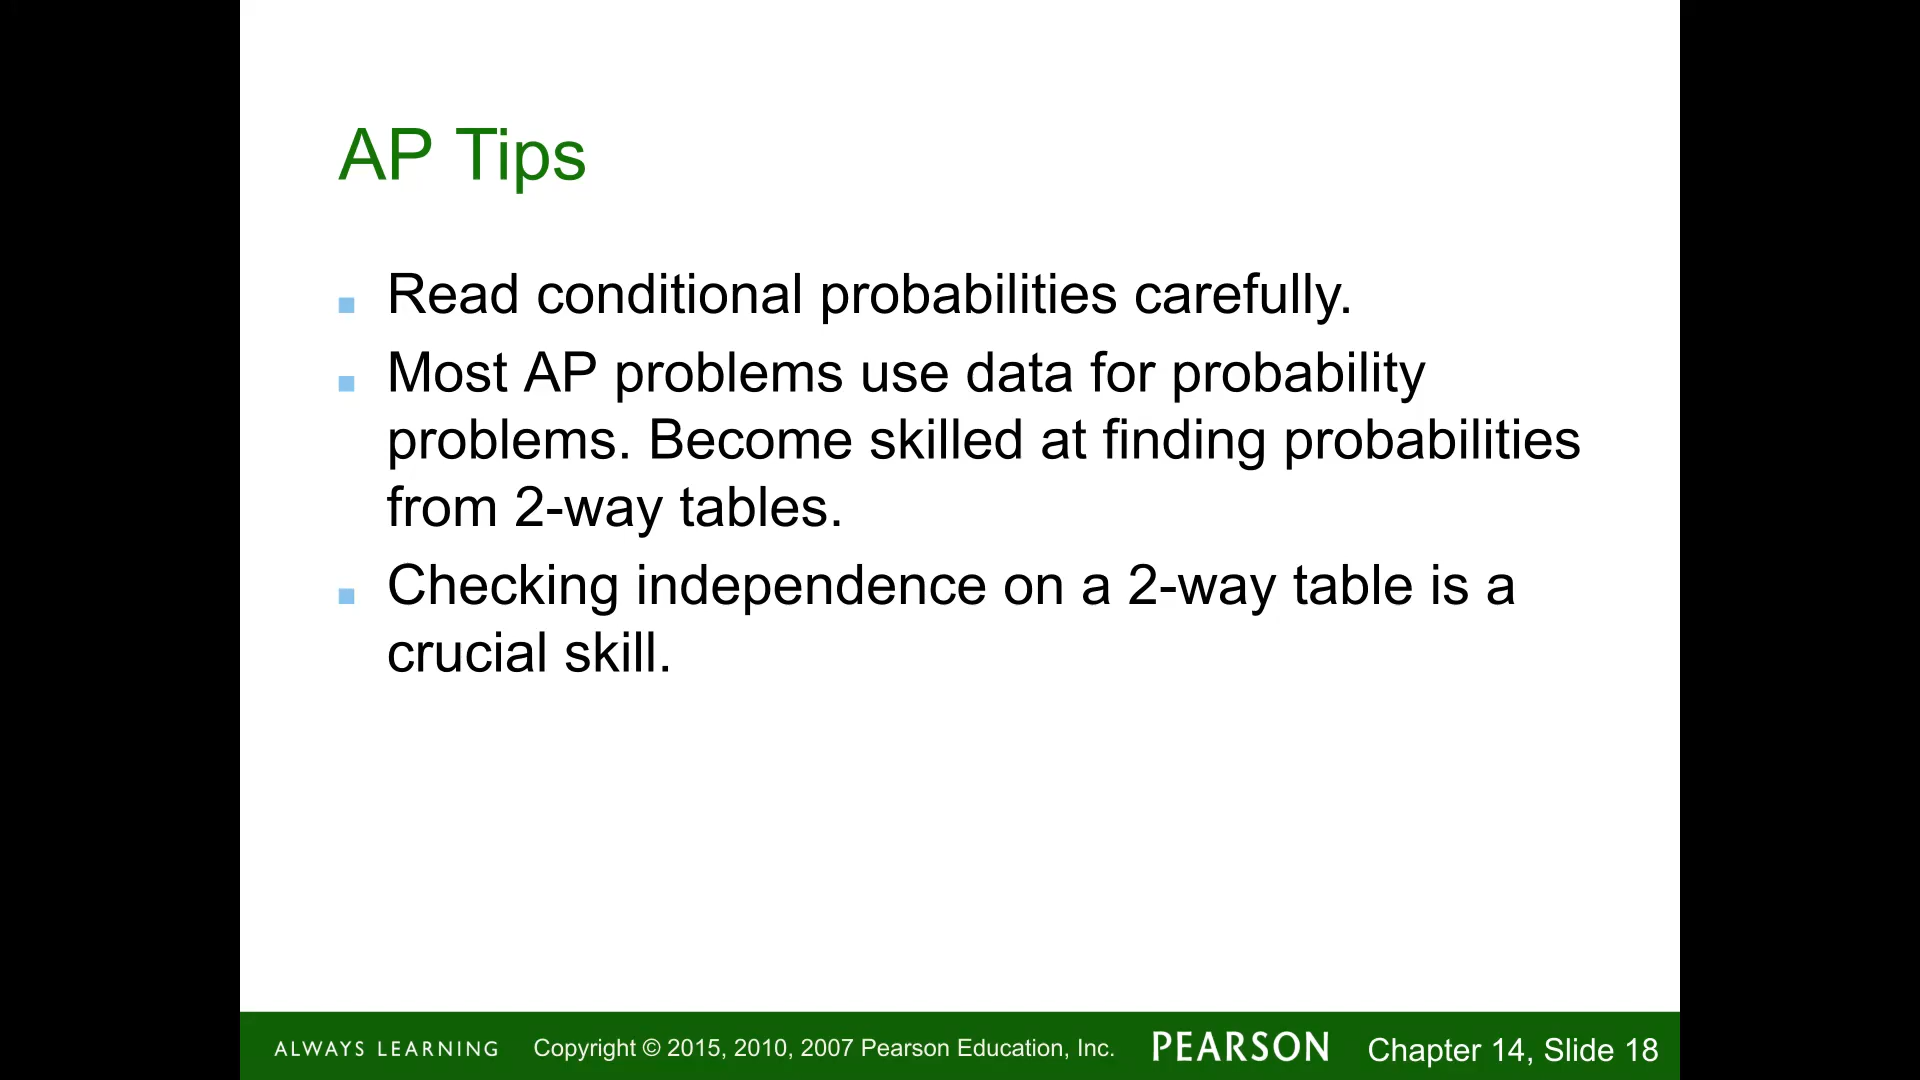 AP Tips
Read conditional probabilities carefully.
Most AP problems use data for probability
problems. Become skilled at finding probabilities
from 2-way tables.
Checking independence on a 2-way table is a
crucial skill.
ALWAYS LEARNING Copyright © 2015, 2010, 2007 Pearson Education, Inc. PEARSON Chapter 14, Slide 18